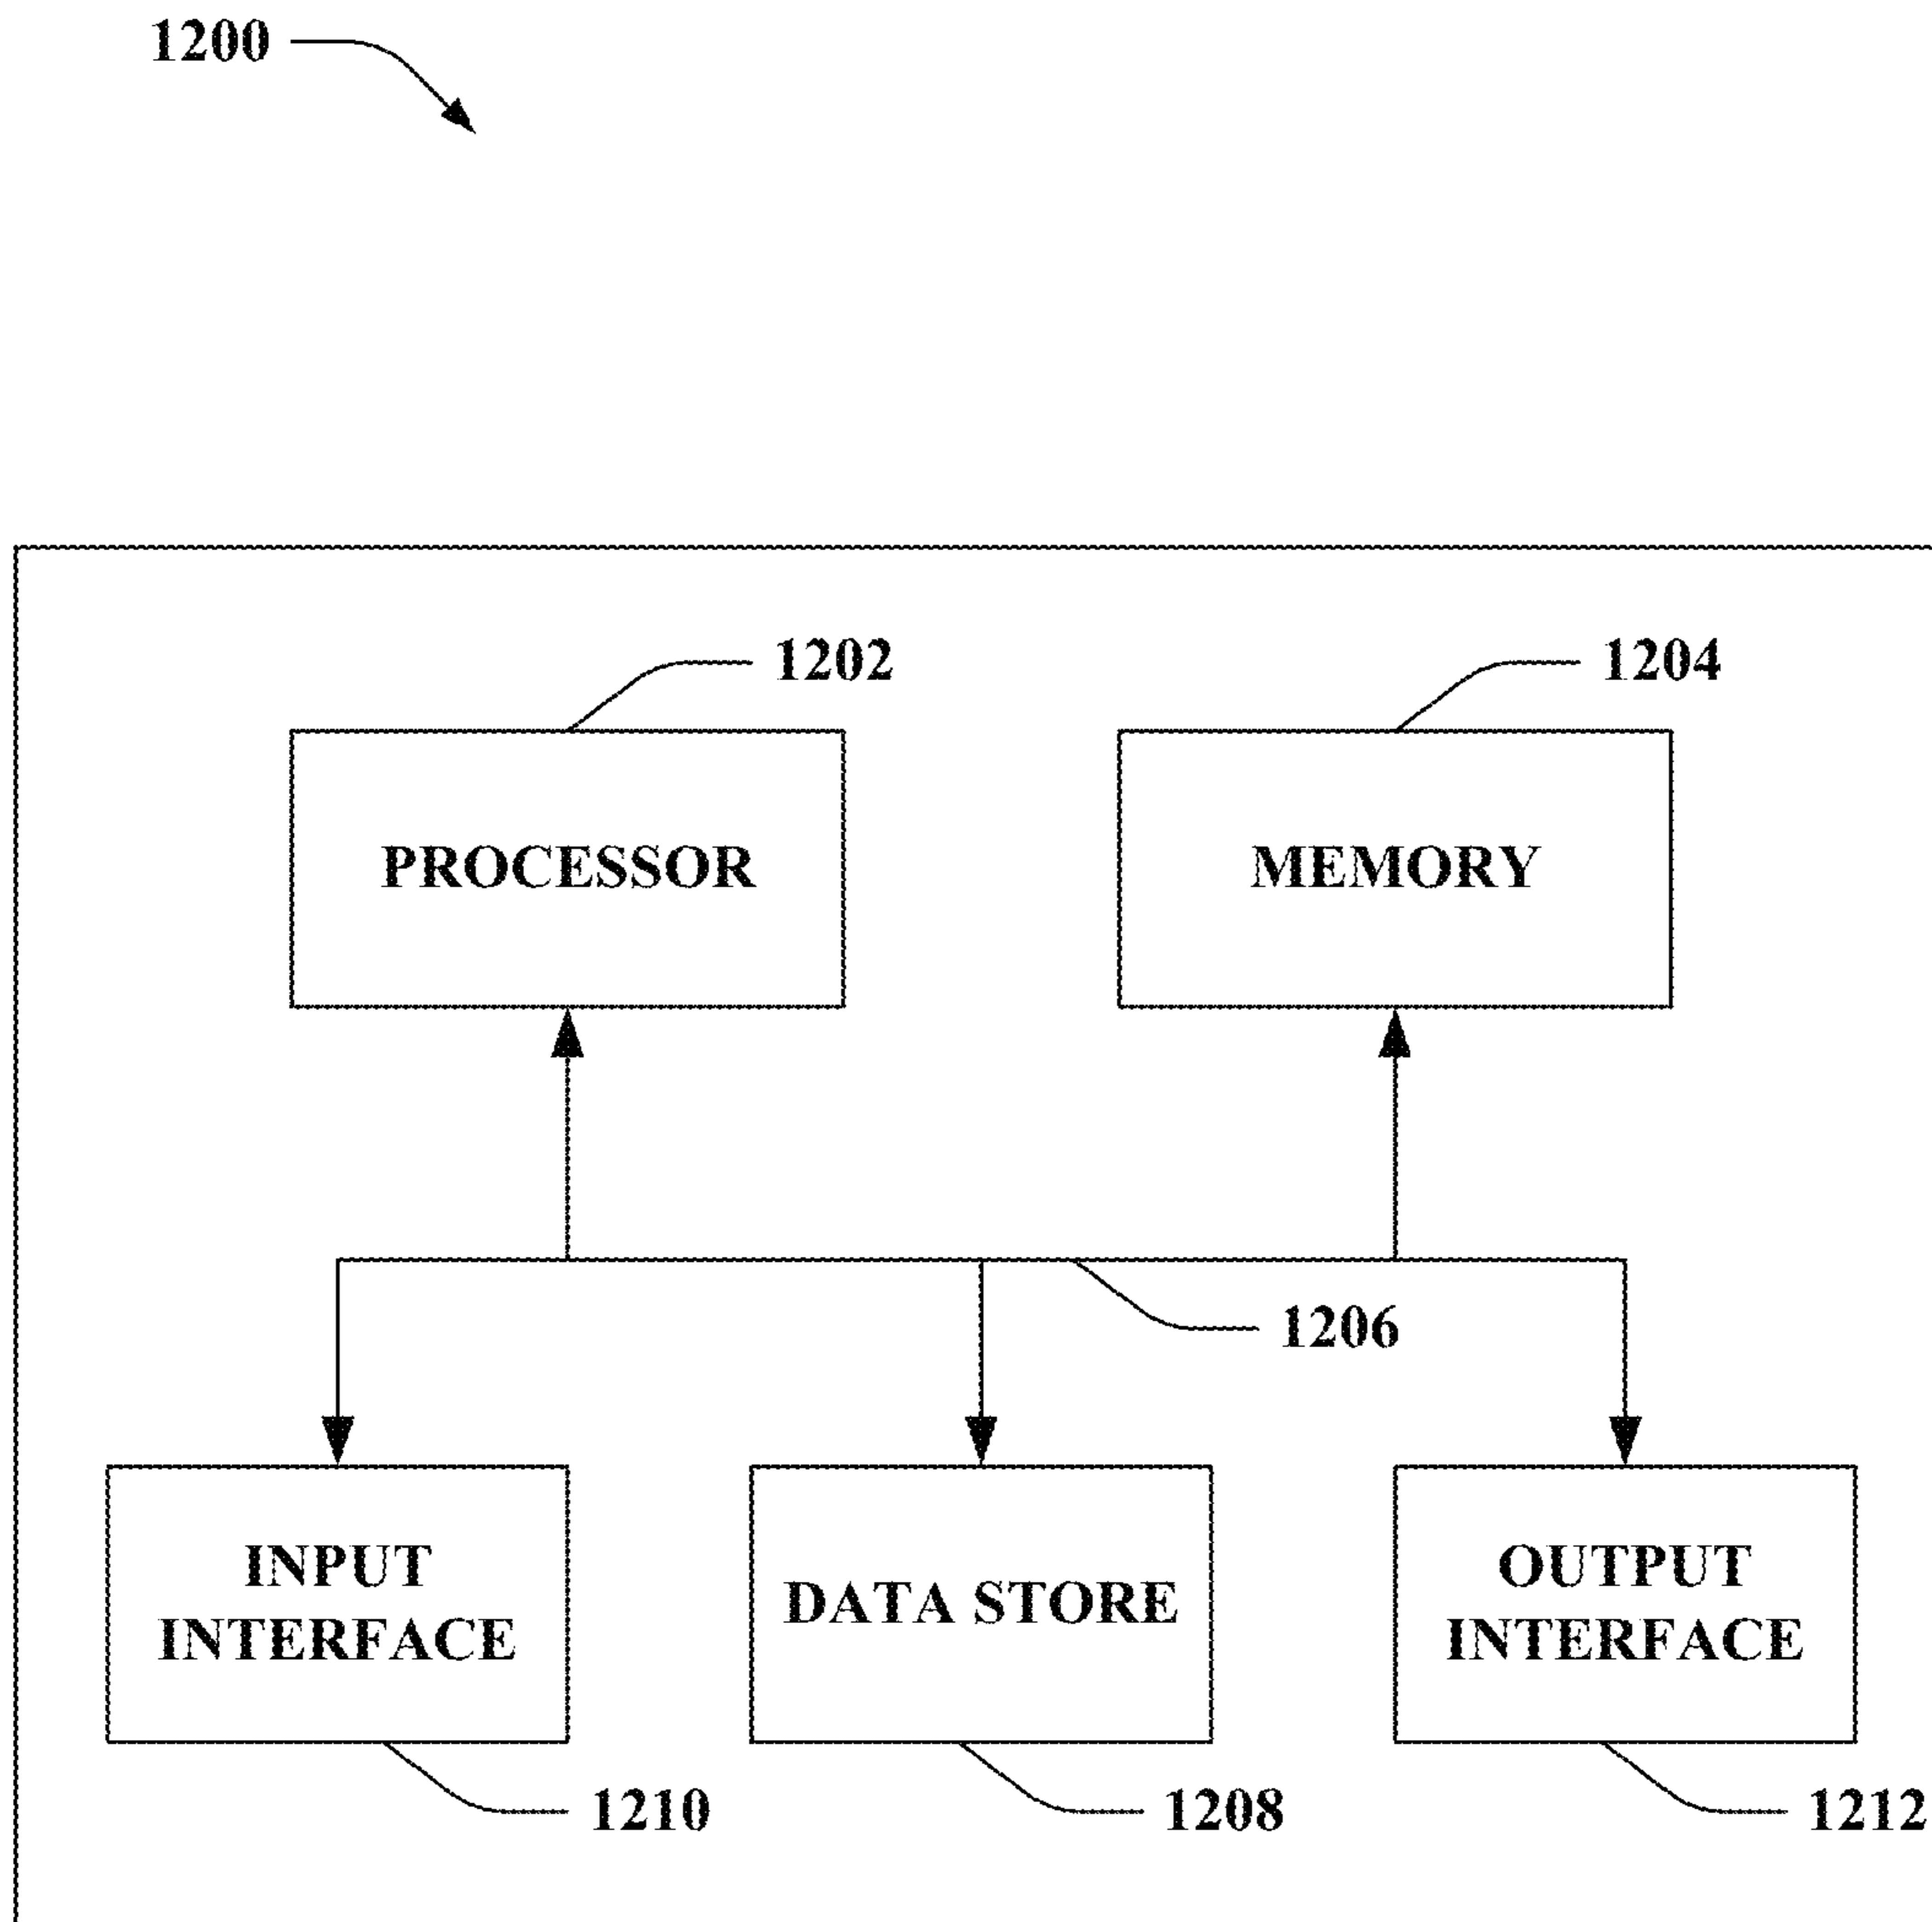 1200
1202
1204
PROCESSOR
MEMORY
1206
INPUT
INTERFACE
DATA STORE
OUTPUT
INTERFACE
1210
1208
1212